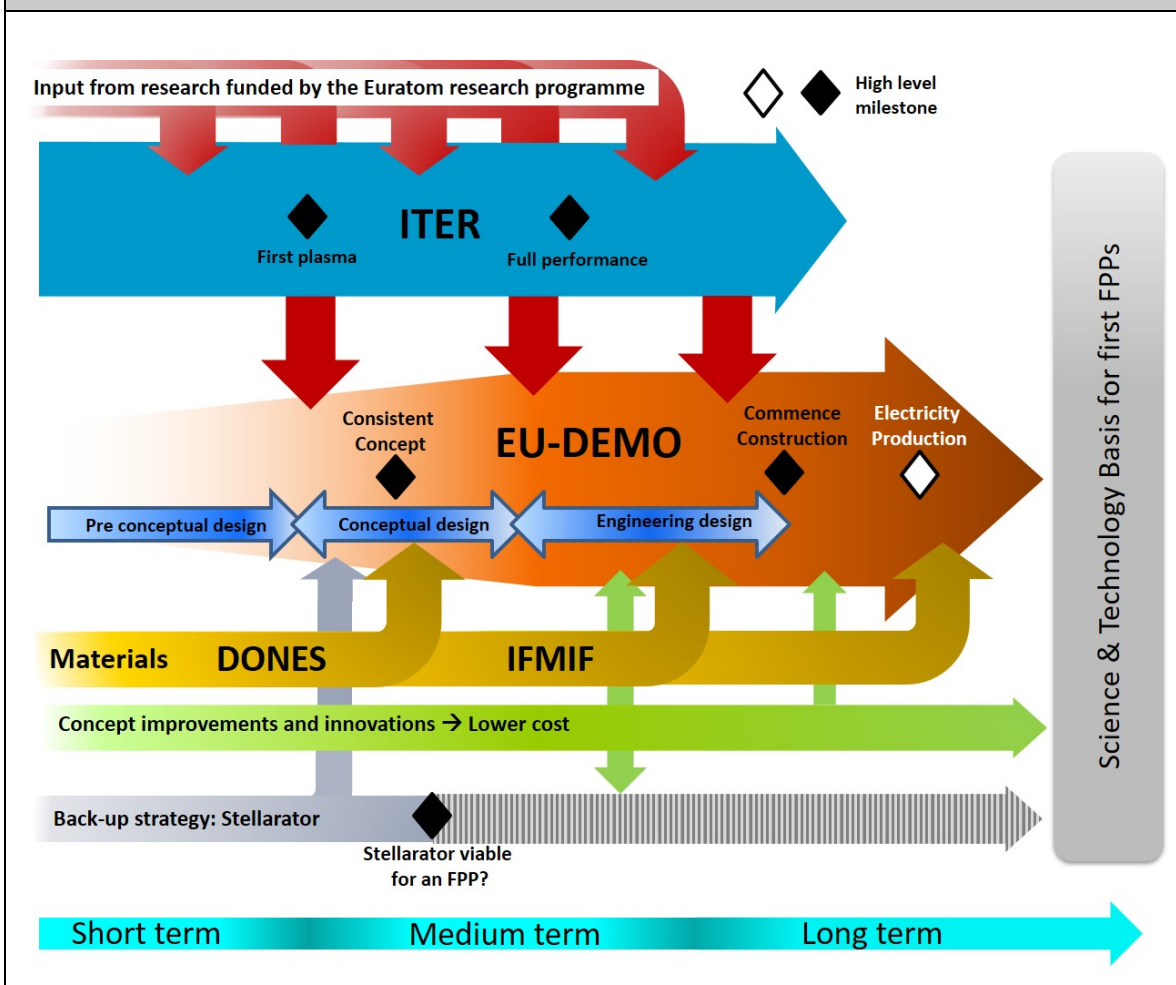 Input from research funded by the Euratom research programme
High level
milestone
ITER
First plasma
Full performance
Consistent
Concept
EU-DEMO
Commence
Construction
Electricity
Production
Pre conceptual design
Conceptual design
Engineering design
Materials
DONES
IFMIF
Concept improvements and innovations → Lower cost
Back-up strategy: Stellarator
Stellarator viable
for an FPP?
Short term
Medium term
Long term
Science & Technology Basis for first FPPs